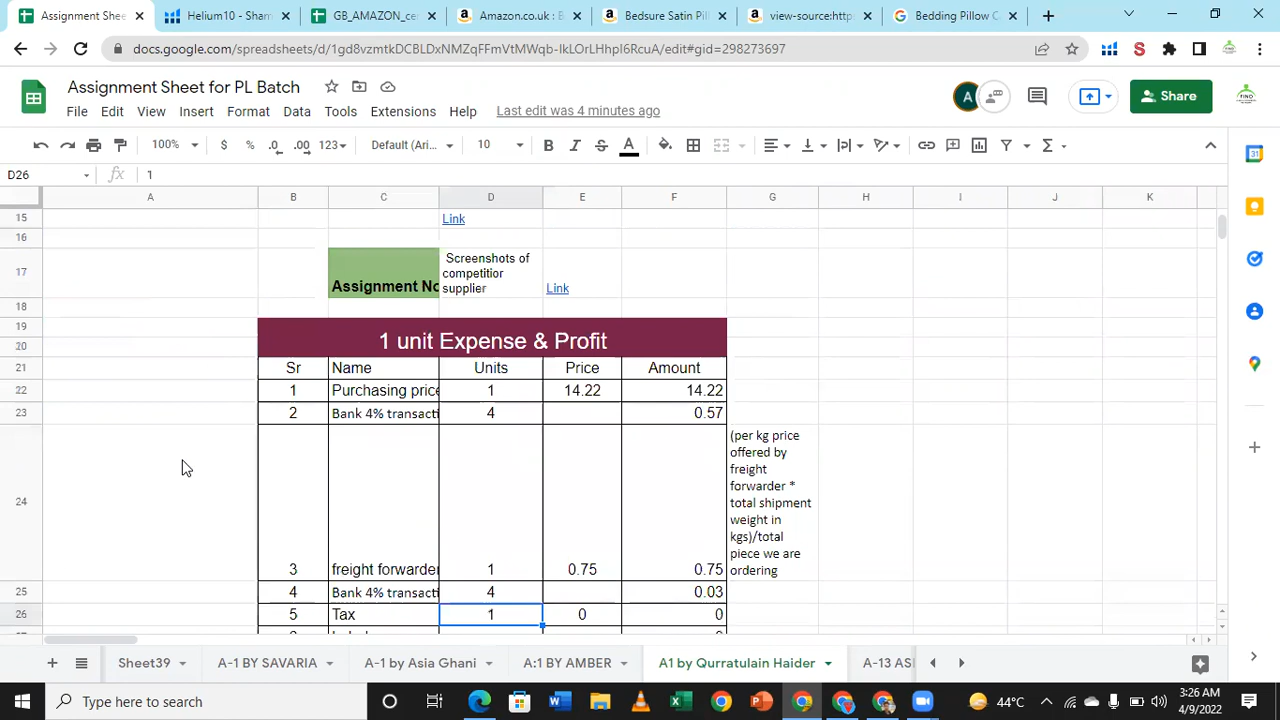 Assignment Sheet for PL Batch
Helium10 - Sham
GB_AMAZON_ce
Amazon.co.uk : B
Bedsure Satin Pil
view-source:http
Bedding Pillow C
docs.google.com/spreadsheets/d/1gd8vzmtkDCBLDxNMZqFFmVtMWqb-IkLOrLHhpl6RcuA/edit#gid=298273697
Assignment Sheet for PL Batch
File Edit View Insert Format Data Tools Extensions Help Last edit was 4 minutes ago
A
Share
100% $ % .0 .00 123 Default (Ari... 10 B I S A
D26 fx 1
A B C D E F G H I J K
15 Link
16
17 Assignment No Screenshots of competitior supplier Link
18
19 1 unit Expense & Profit
20
21 Sr Name Units Price Amount
22 1 Purchasing price 1 14.22 14.22
23 2 Bank 4% transacti 4 0.57
24 3 freight forwarder 1 0.75 0.75
(per kg price
offered by
freight
forwarder *
total shipment
weight in
kgs)/total
piece we are
ordering
25 4 Bank 4% transacti 4 0.03
26 5 Tax 1 0 0
Sheet39 A-1 BY SAVARIA A-1 by Asia Ghani A:1 BY AMBER A1 by Qurratulain Haider A-13 ASI
Type here to search
44°C
3:26 AM
4/9/2022